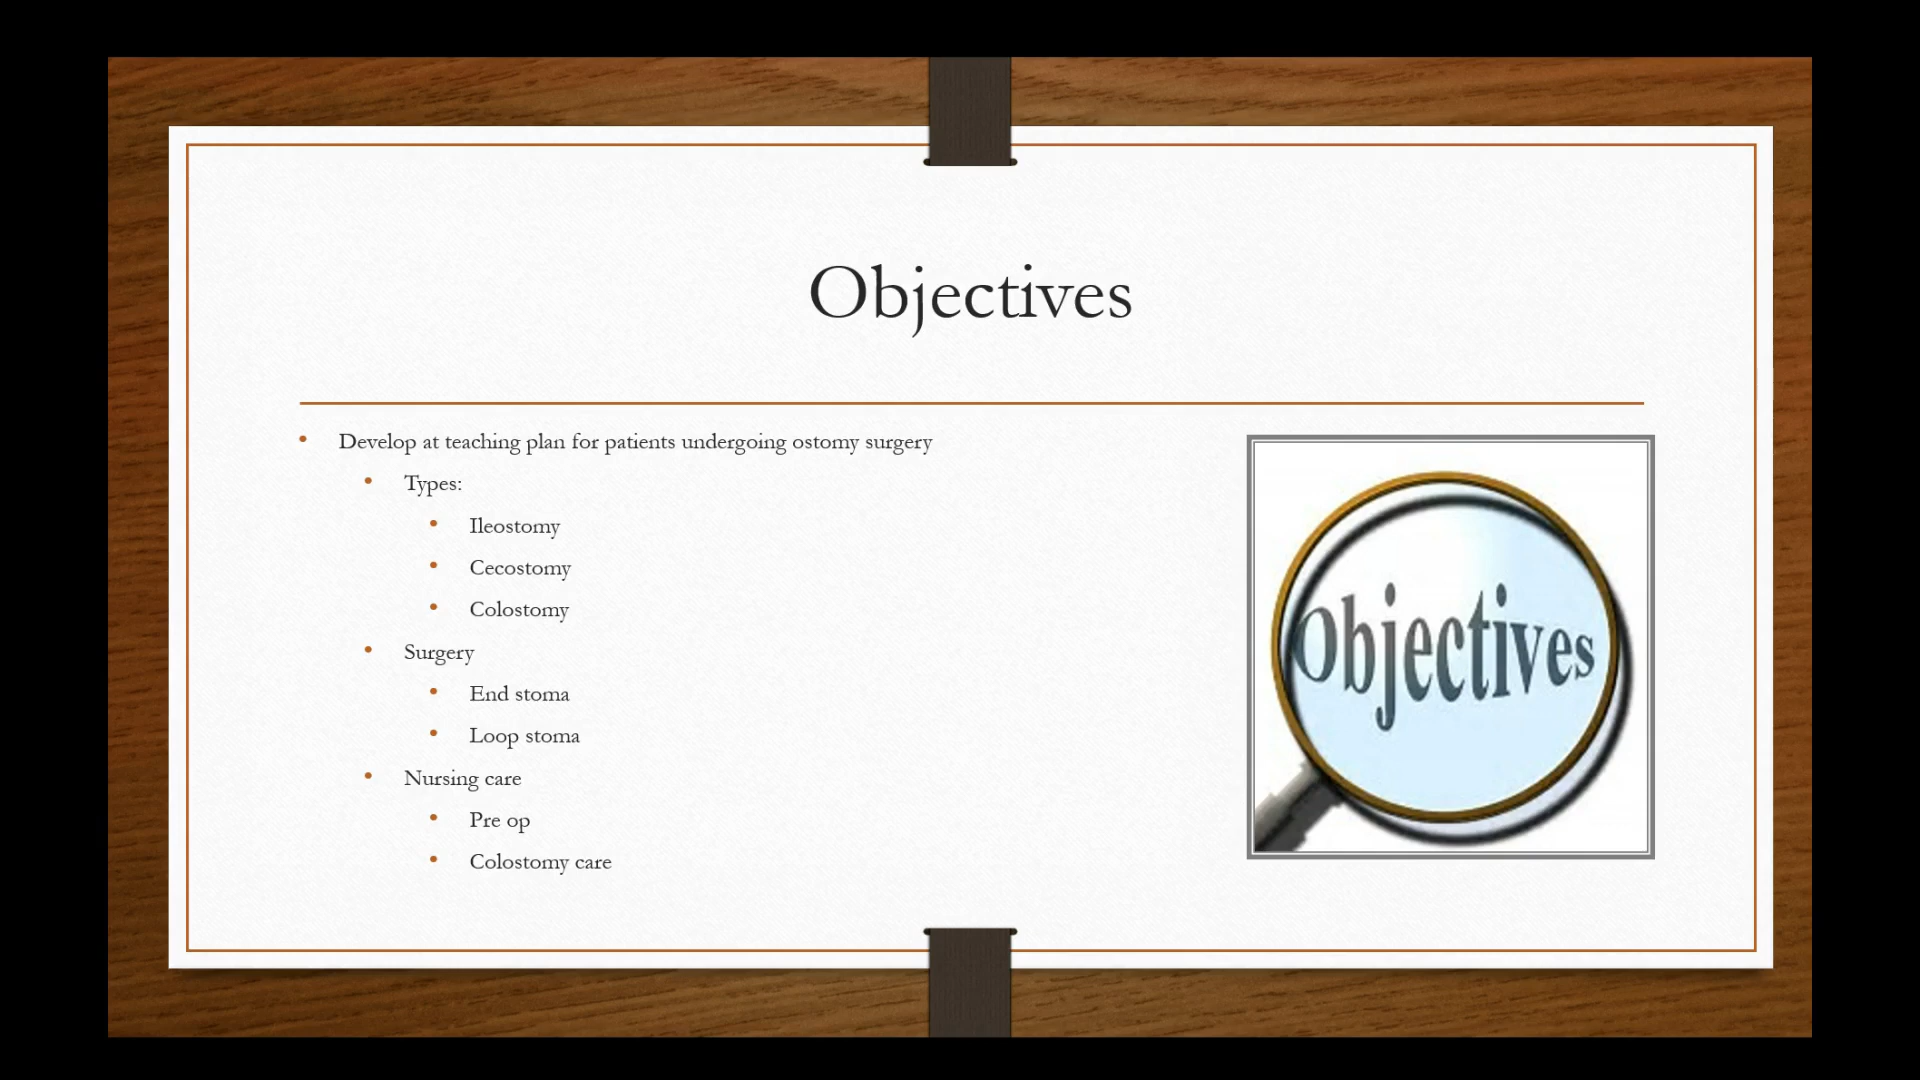 Objectives
Develop at teaching plan for patients undergoing ostomy surgery
Types:
Ileostomy
Cecostomy
Colostomy
Surgery
End stoma
Loop stoma
Nursing care
Pre op
Colostomy care
Objectives